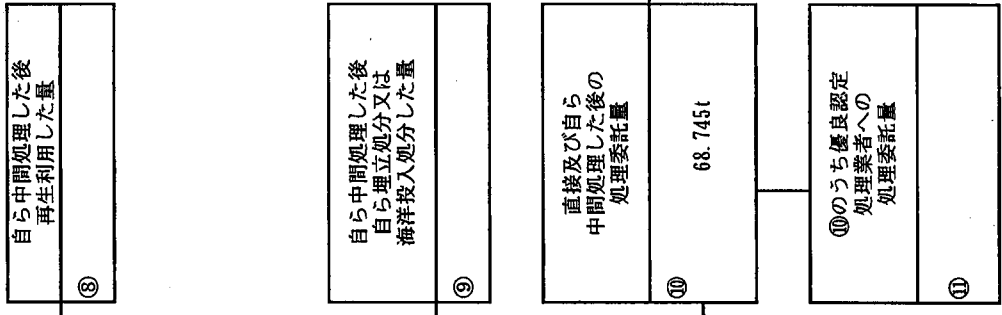 自ら中間処理した後
再生利用した量
⑧
自ら中間処理した後
自ら埋立処分又は
海洋投入処分した量
⑨
直接及び自ら
中間処理した後の
処理委託量
68.745t
⑩
⑩のうち優良認定
処理業者への
処理委託量
⑪